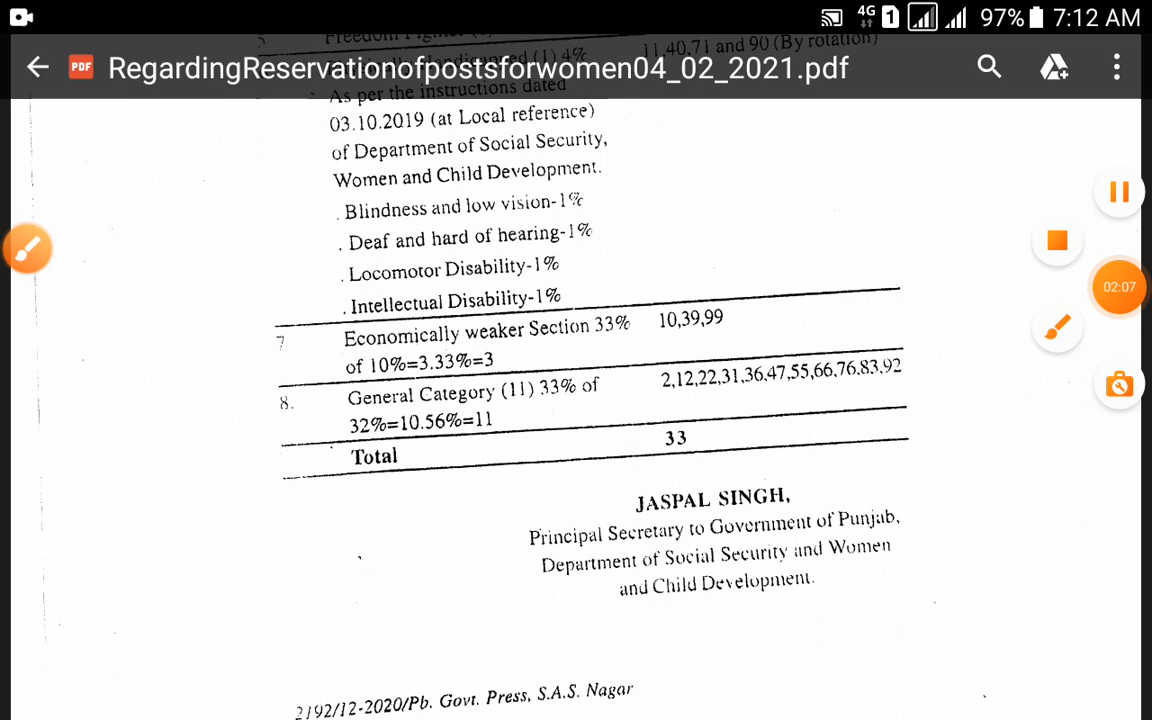 4G 1 97% 7:12 AM
5 Freedom Fighter
PDF RegardingReservationofpostsforwomen04_02_2021.pdf
11,40,71 and 90 (By rotation)
As per the instructions dated
03.10.2019 (at Local reference)
of Department of Social Security,
Women and Child Development.
. Blindness and low vision-1%
. Deaf and hard of hearing-1%
. Locomotor Disability-1%
. Intellectual Disability-1%
7 Economically weaker Section 33% 10,39,99
of 10%=3.33%=3
8. General Category (11) 33% of 2,12,22,31,36,47,55,66,76,83,92
32%=10.56%=11
Total 33
JASPAL SINGH,
Principal Secretary to Government of Punjab,
Department of Social Security and Women
and Child Development.
2192/12-2020/Pb. Govt. Press, S.A.S. Nagar
02:07